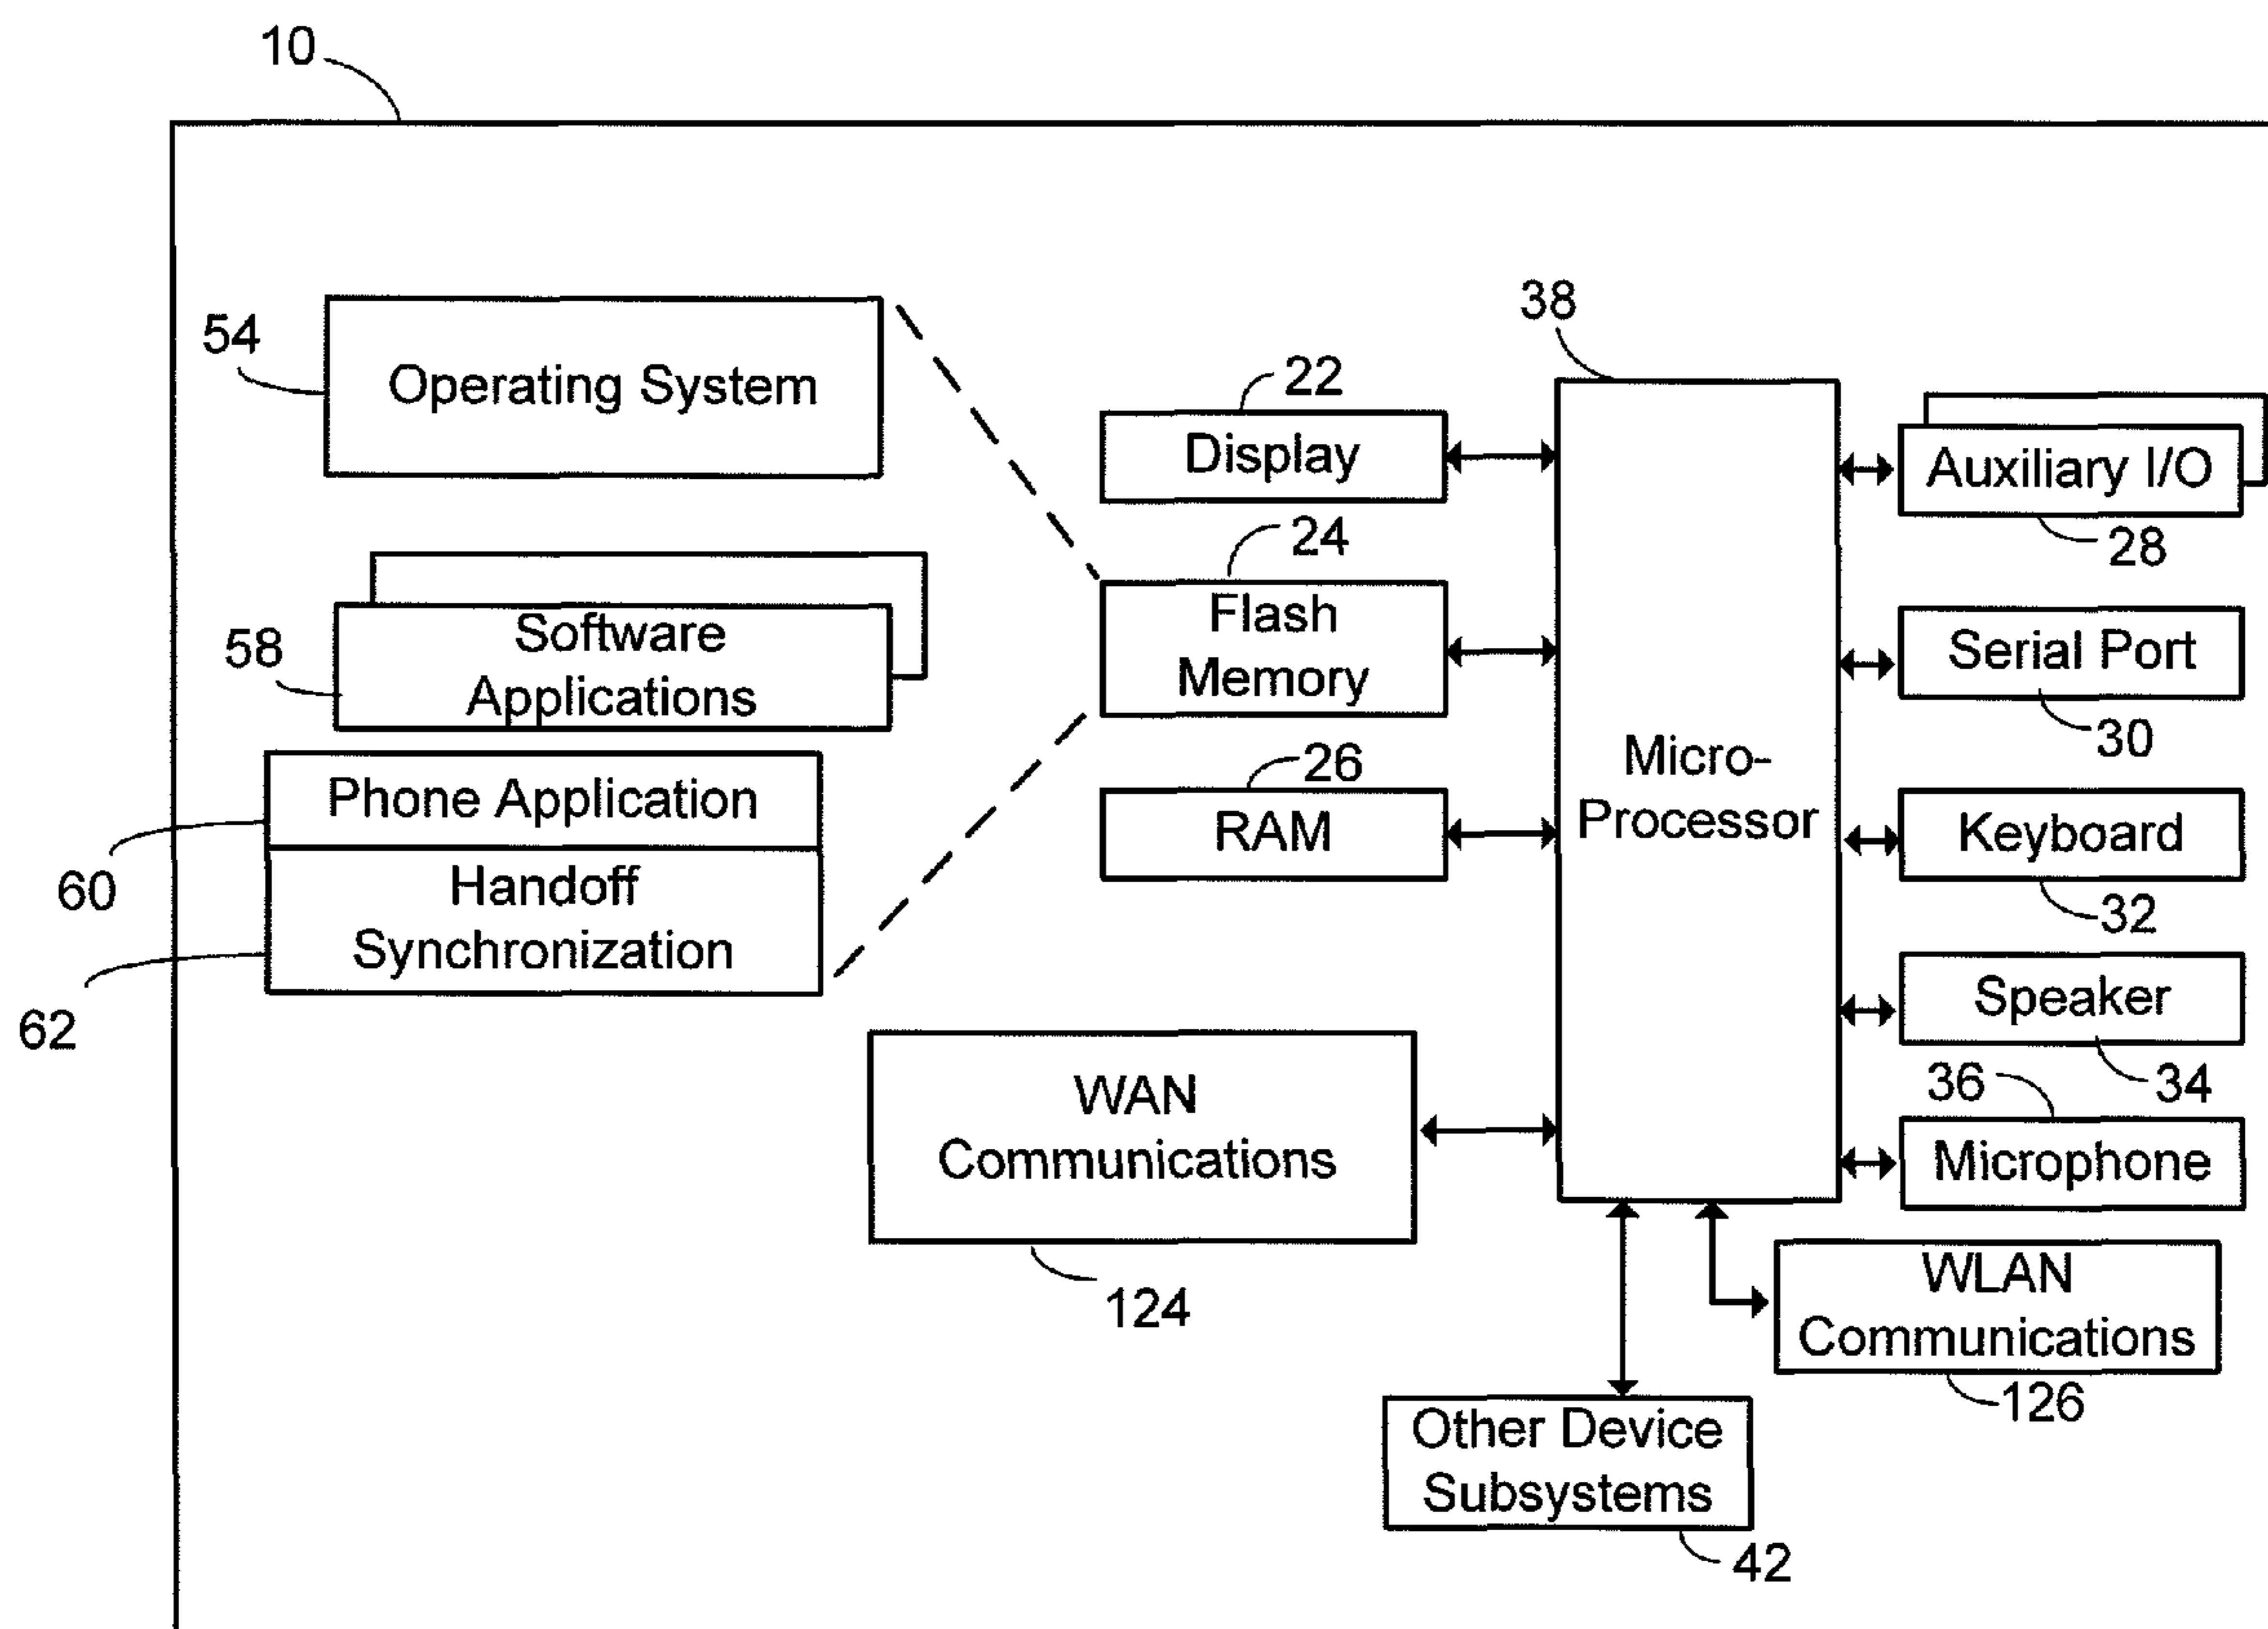 10
54
Operating System
58
Software
Applications
Phone Application
60
Handoff
Synchronization
62
22
Display
24
Flash
Memory
26
RAM
WAN
Communications
124
38
Micro-
Processor
Auxiliary I/O
28
Serial Port
30
Keyboard
32
Speaker
34
36
Microphone
WLAN
Communications
126
Other Device
Subsystems
42